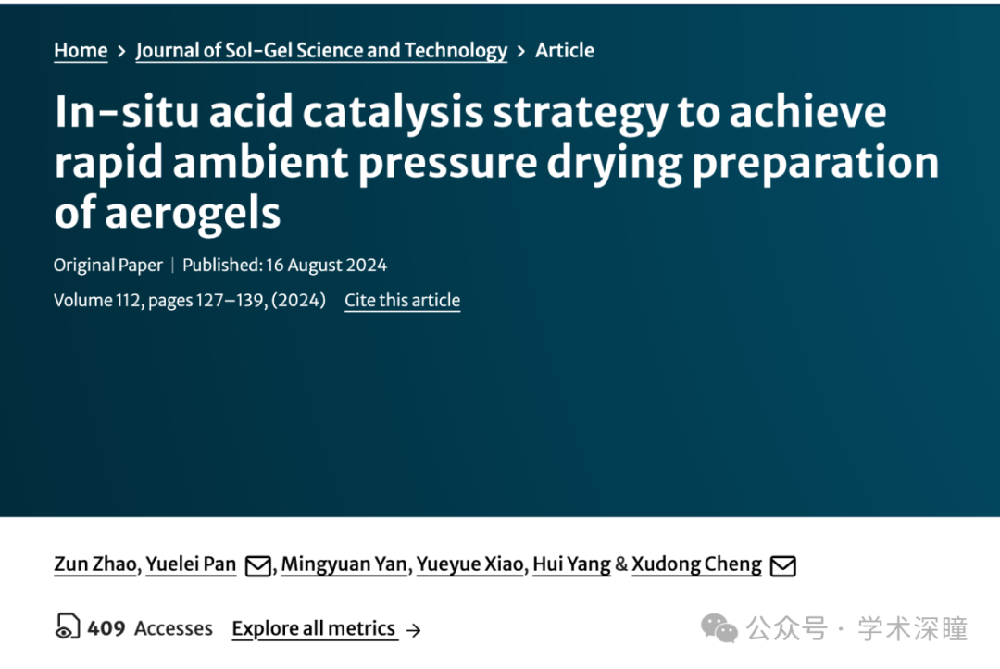 Home > Journal of Sol-Gel Science and Technology > Article
In-situ acid catalysis strategy to achieve
rapid ambient pressure drying preparation
of aerogels
Original Paper | Published: 16 August 2024
Volume 112, pages 127–139, (2024) Cite this article
Zun Zhao, Yuelei Pan, Mingyuan Yan, Yueyue Xiao, Hui Yang & Xudong Cheng
409 Accesses Explore all metrics →
公众号 · 学术深瞳